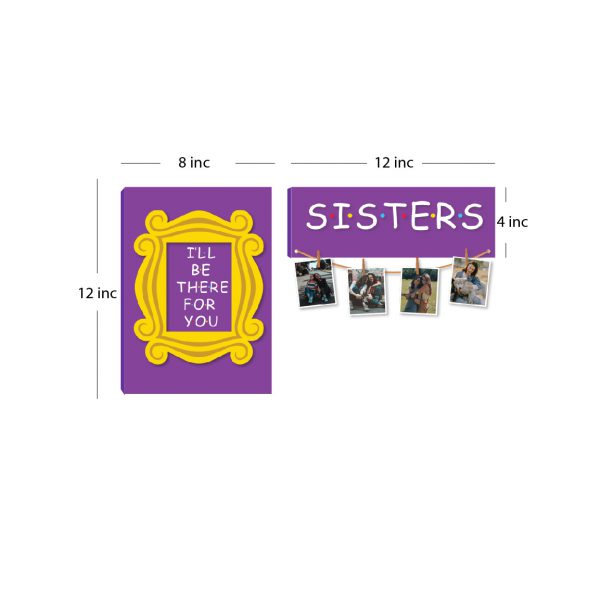 8 inc
12 inc
12 inc
4 inc
I'LL
BE
THERE
FOR
YOU
S•I•S•T•E•R•S